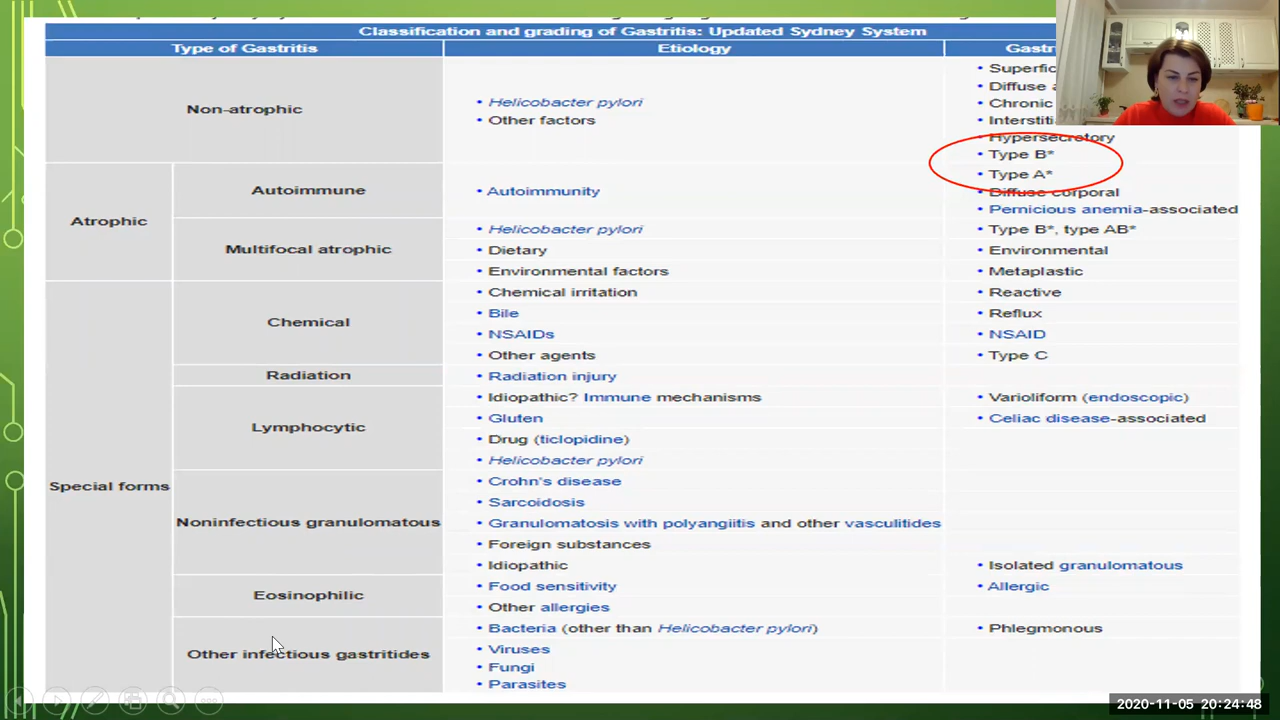 Classification and grading of Gastritis: Updated Sydney System
Type of Gastritis Etiology
Non-atrophic
• Helicobacter pylori
• Other factors
• Diffuse
• Chronic
• Hypersecretory
• Type B*
Atrophic
Autoimmune
• Autoimmunity
• Type A*
• Diffuse corporal
• Pernicious anemia-associated
Multifocal atrophic
• Helicobacter pylori
• Dietary
• Environmental factors
• Type B*, type AB*
• Environmental
• Metaplastic
Special forms
Chemical
• Chemical irritation
• Bile
• NSAIDs
• Other agents
• Reactive
• Reflux
• NSAID
• Type C
Radiation
• Radiation injury
Lymphocytic
• Idiopathic? Immune mechanisms
• Gluten
• Drug (ticlopidine)
• Helicobacter pylori
• Varioliform (endoscopic)
• Celiac disease-associated
Noninfectious granulomatous
• Crohn's disease
• Sarcoidosis
• Granulomatosis with polyangiitis and other vasculitides
• Foreign substances
• Idiopathic
• Isolated granulomatous
Eosinophilic
• Food sensitivity
• Other allergies
• Allergic
Other infectious gastritides
• Bacteria (other than Helicobacter pylori)
• Viruses
• Fungi
• Parasites
• Phlegmonous
2020-11-05 20:24:48